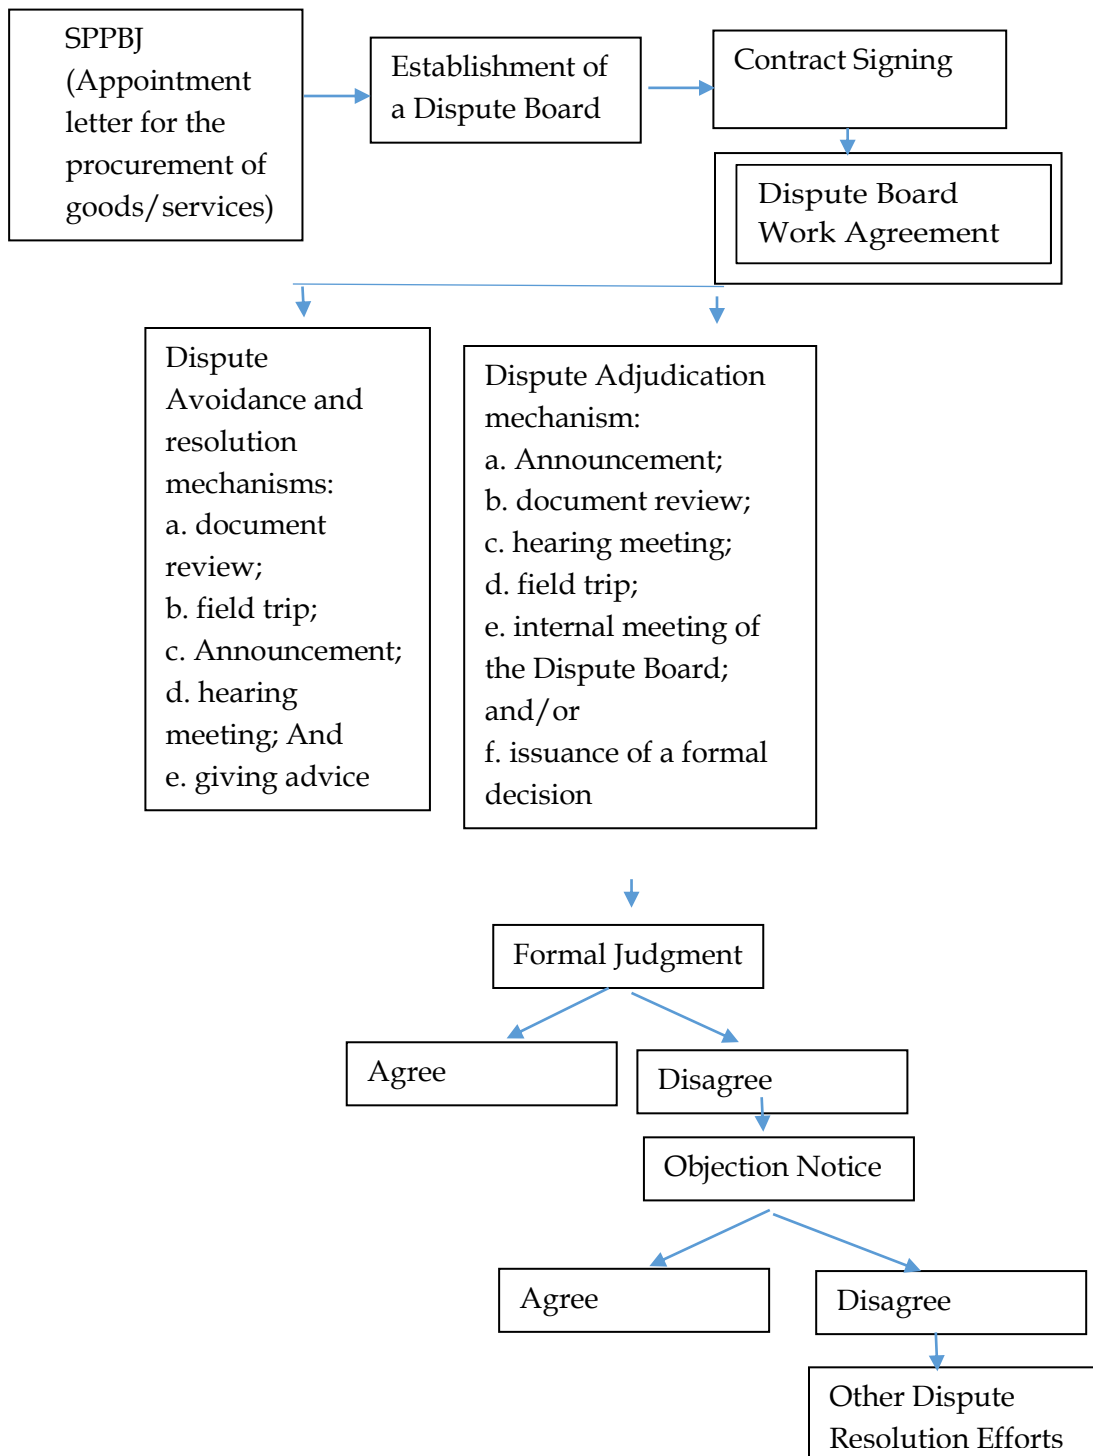 SPPBJ
(Appointment
letter for the
procurement of
goods/services)
Establishment of
a Dispute Board
Contract Signing
Dispute Board
Work Agreement
Dispute
Avoidance and
resolution
mechanisms:
a. document
review;
b. field trip;
c. Announcement;
d. hearing
meeting; And
e. giving advice
Dispute Adjudication
mechanism:
a. Announcement;
b. document review;
c. hearing meeting;
d. field trip;
e. internal meeting of
the Dispute Board;
and/or
f. issuance of a formal
decision
Formal Judgment
Agree
Disagree
Objection Notice
Agree
Disagree
Other Dispute
Resolution Efforts